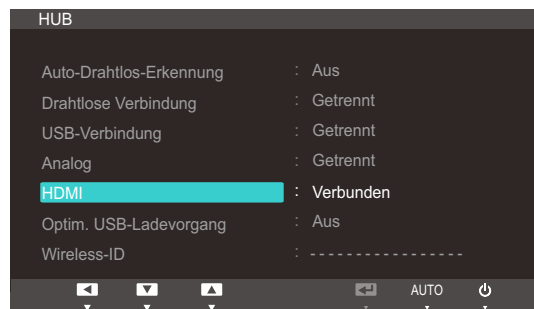 HUB
Auto-Drahtlos-Erkennung : Aus
Drahtlose Verbindung : Getrennt
USB-Verbindung : Getrennt
Analog : Getrennt
HDMI : Verbunden
Optim. USB-Ladevorgang : Aus
Wireless-ID : - - - - - - - - - - - - - - - - -
AUTO